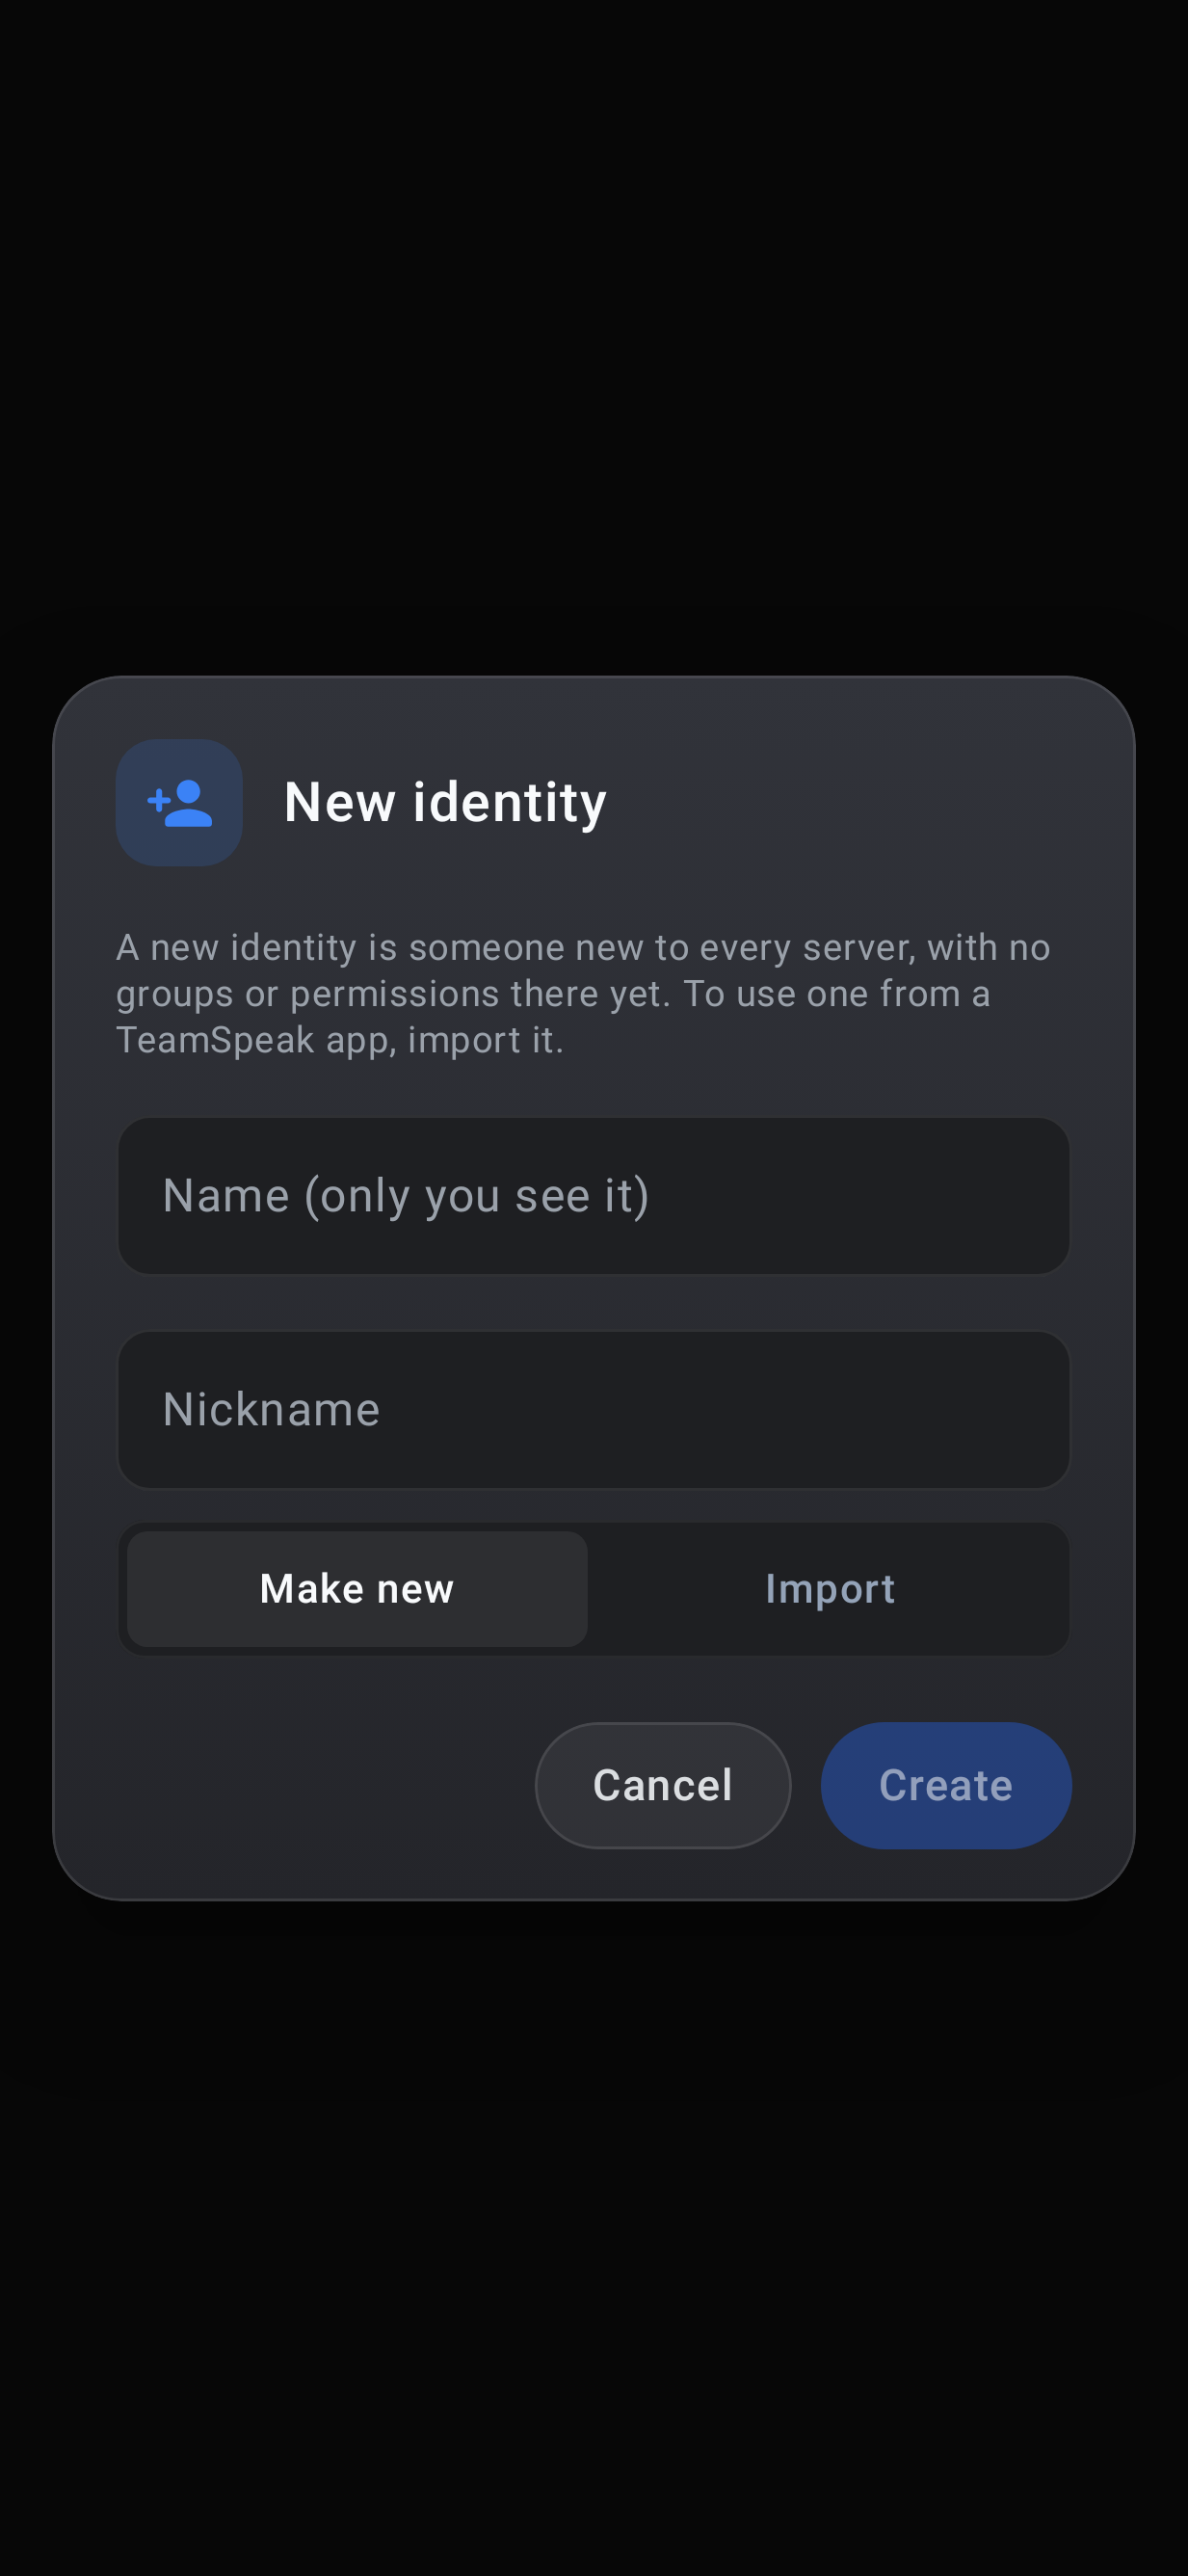 New identity
A new identity is someone new to every server, with no
groups or permissions there yet. To use one from a
TeamSpeak app, import it.
Name (only you see it)
Nickname
Make new
Import
Cancel
Create